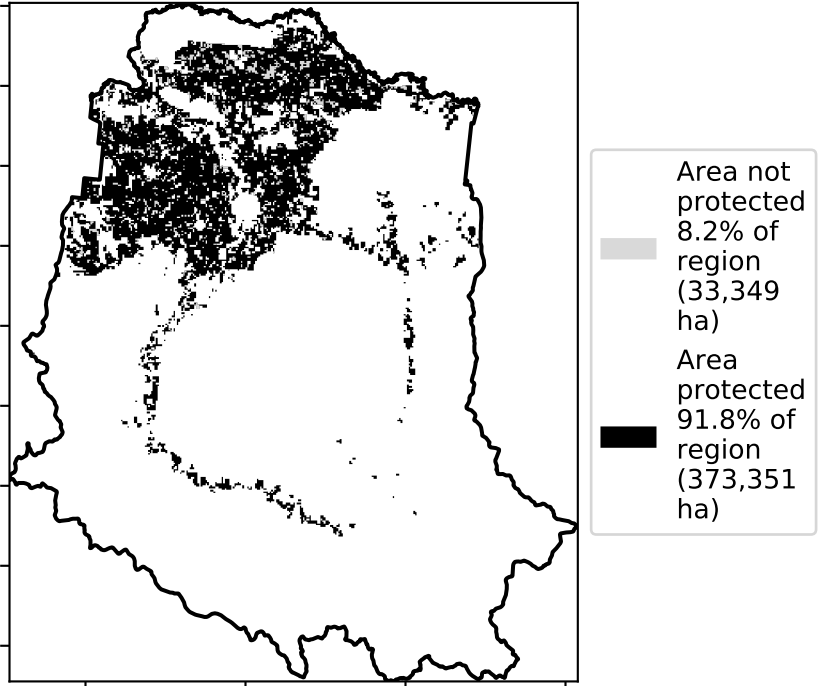 Area not
protected
8.2% of
region
(33,349
ha)
Area
protected
91.8% of
region
(373,351
ha)